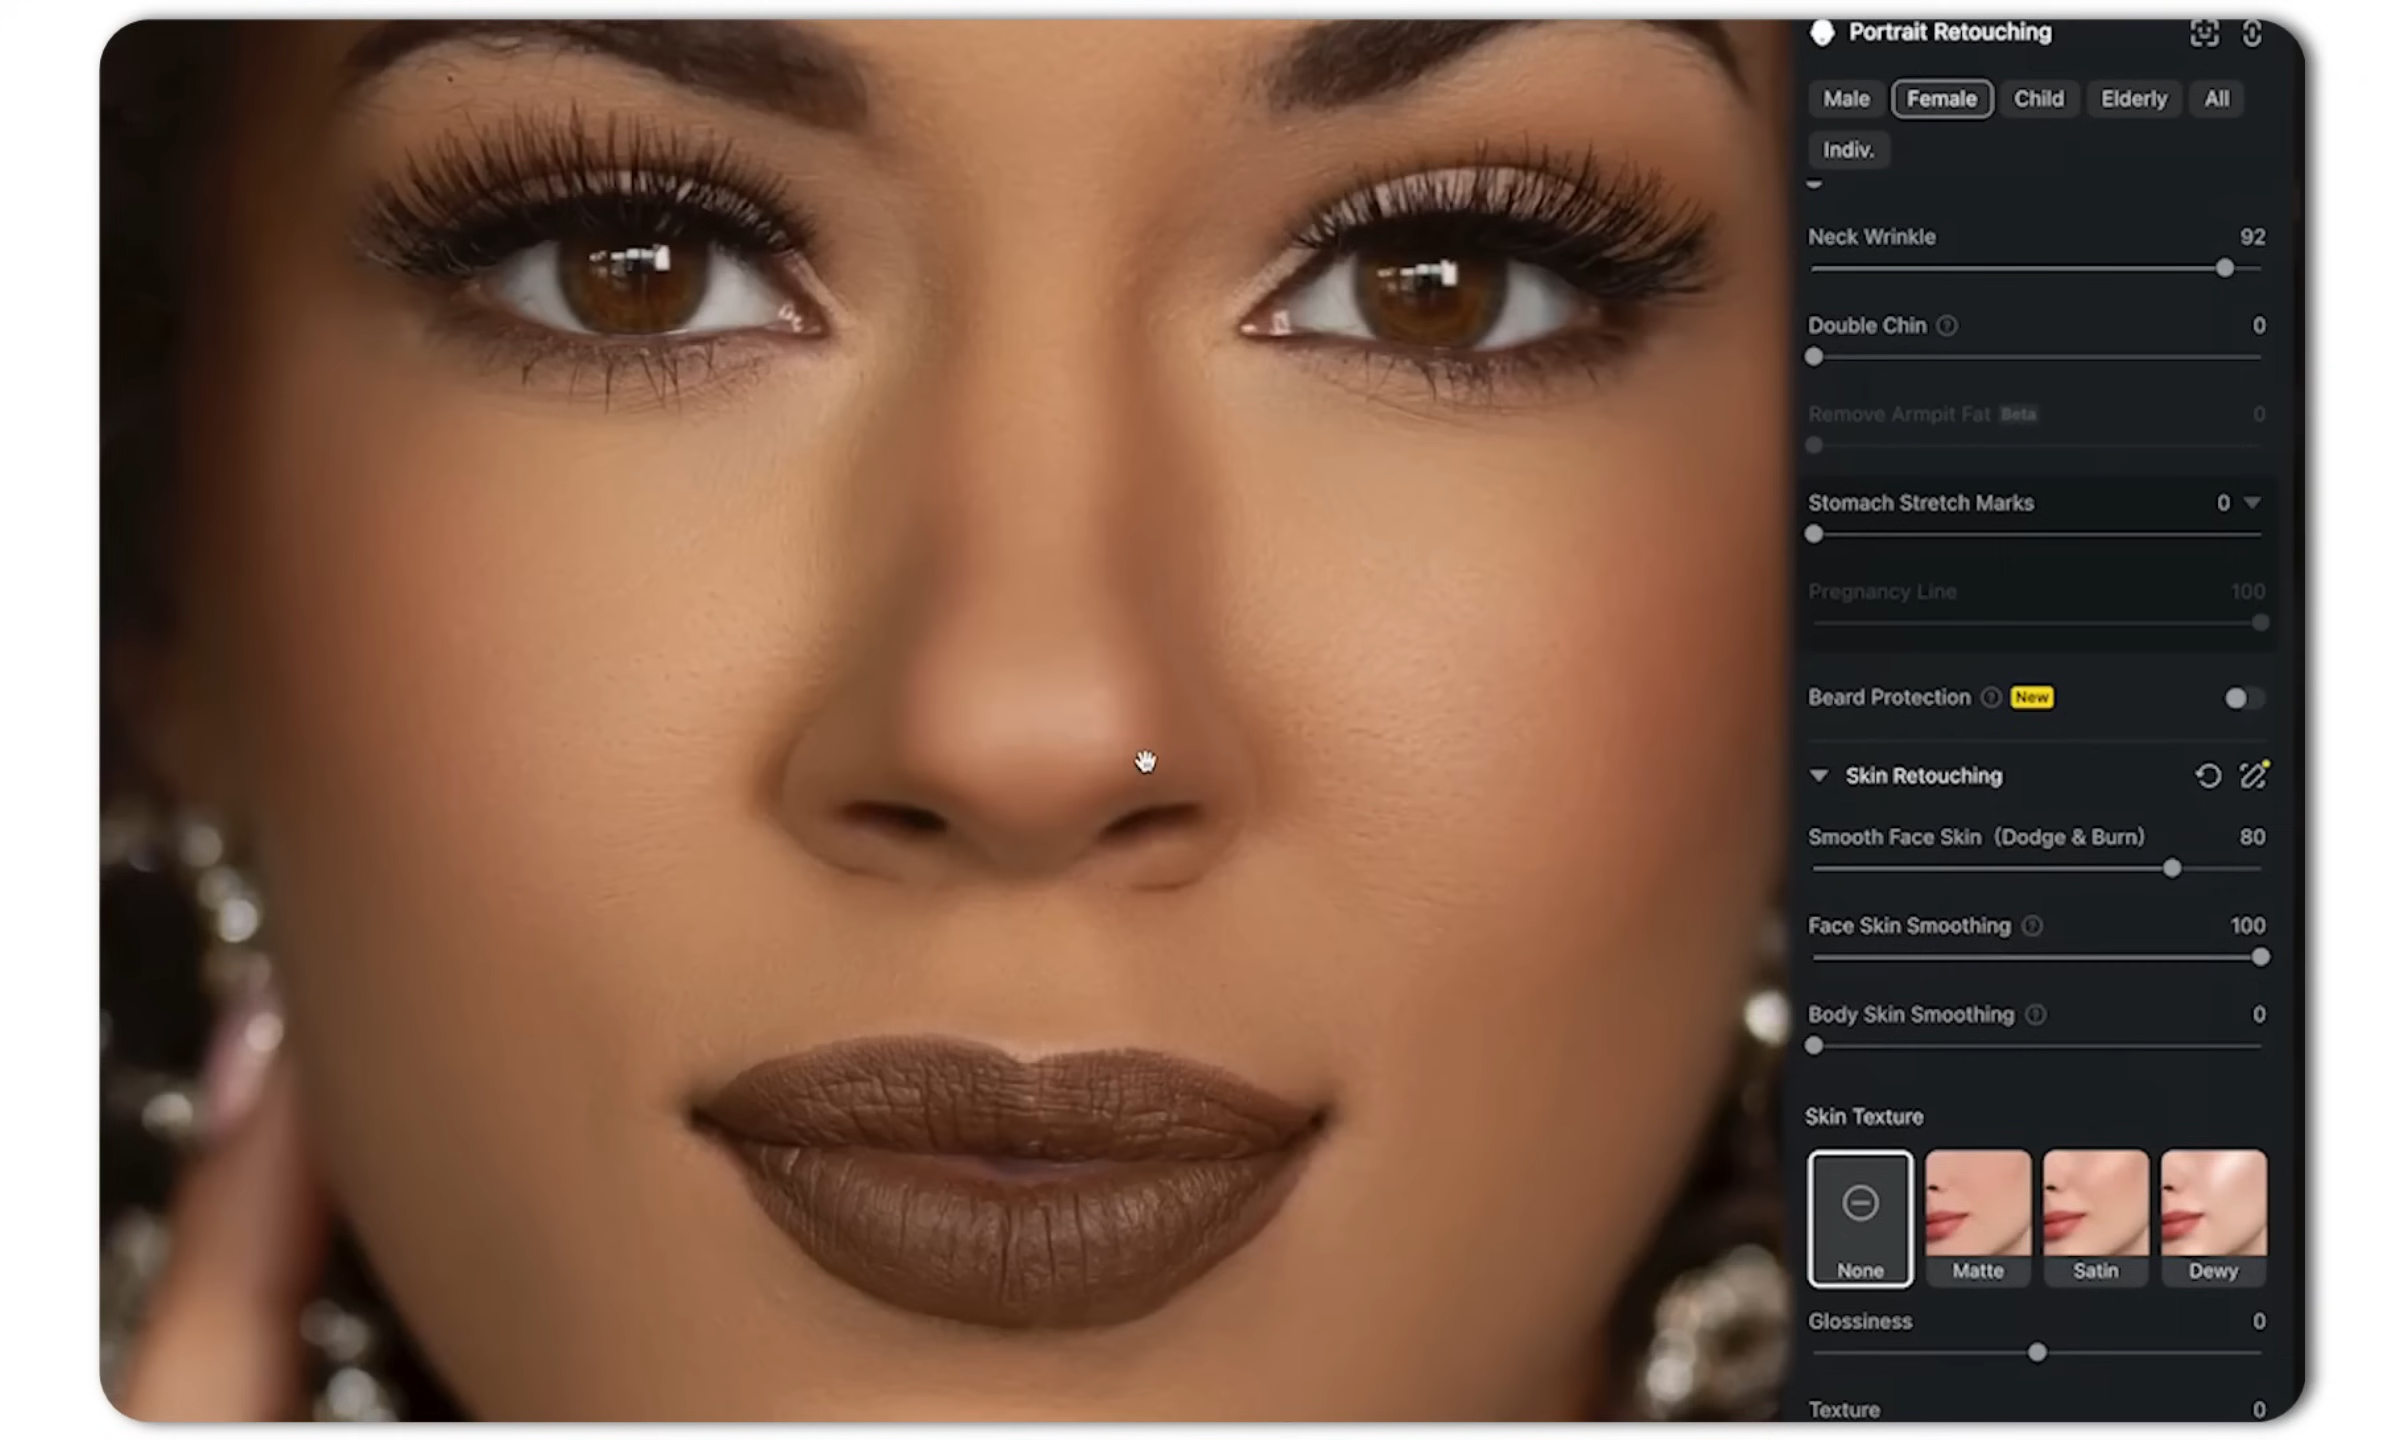 Portrait Retouching
Male Female Child Elderly All
Indiv.
Neck Wrinkle 92
Double Chin ? 0
Remove Armpit Fat Beta 0
Stomach Stretch Marks 0
Pregnancy Line 100
Beard Protection ? New
Skin Retouching
Smooth Face Skin (Dodge & Burn) 80
Face Skin Smoothing ? 100
Body Skin Smoothing ? 0
Skin Texture
None Matte Satin Dewy
Glossiness 0
Texture 0